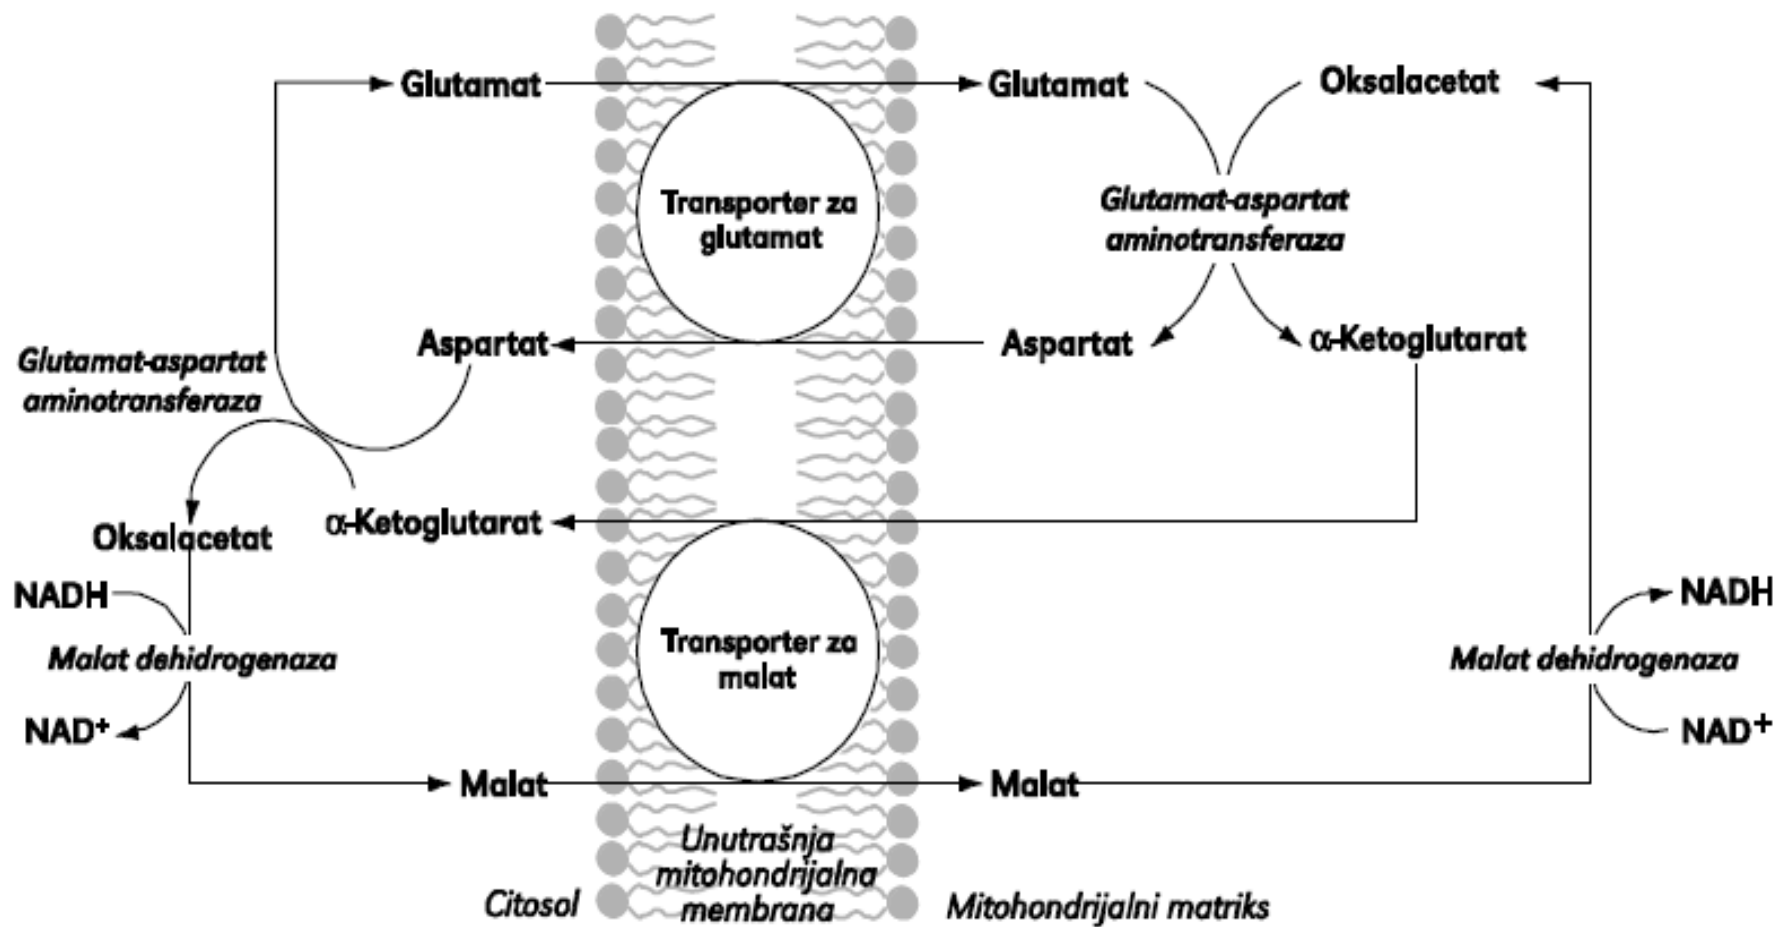 Glutamat
Glutamat
Oksalacetat
Transporter za
glutamat
Glutamat-aspartat
aminotransferaza
Glutamat-aspartat
aminotransferaza
Aspartat
Aspartat
α-Ketoglutarat
Oksalacetat
α-Ketoglutarat
NADH
Malat dehidrogenaza
NAD+
Transporter za
malat
NADH
Malat dehidrogenaza
NAD+
Malat
Malat
Unutrašnja
mitohondrijalna
membrana
Citosol
Mitohondrijalni matriks